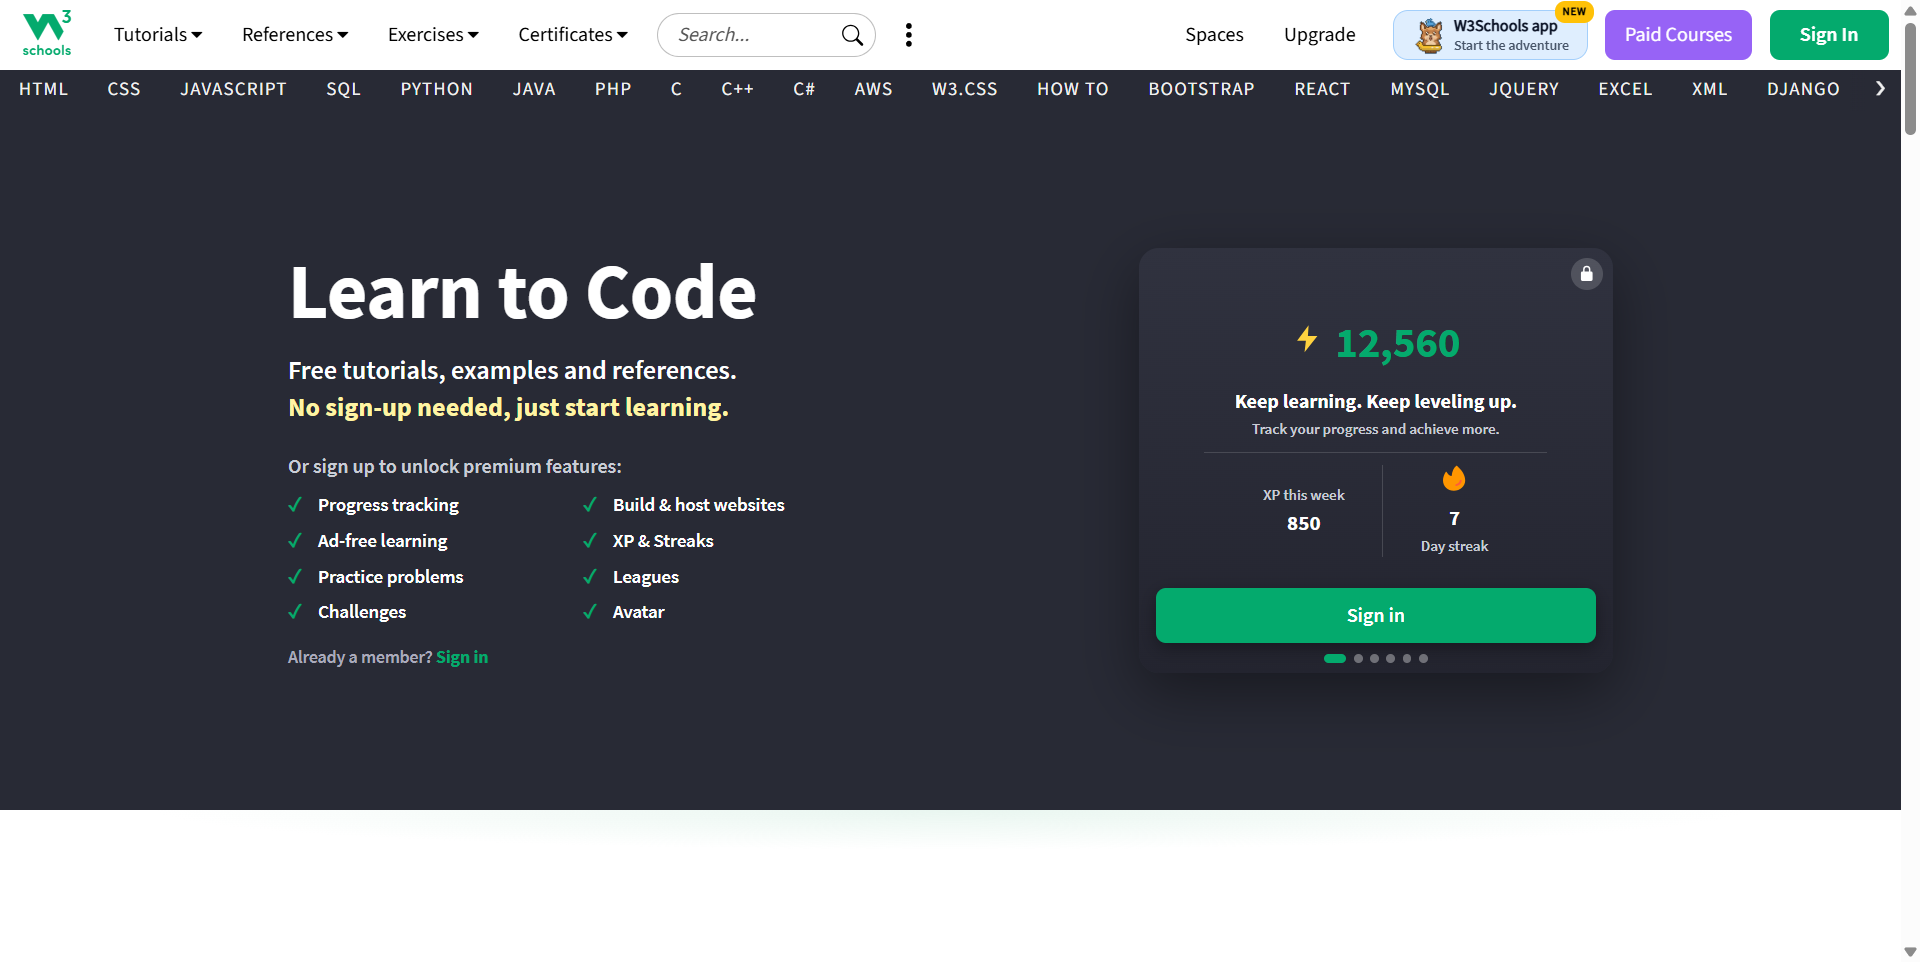 W3 schools
Tutorials References Exercises Certificates Search... Spaces Upgrade W3Schools app Start the adventure NEW Paid Courses Sign In
HTML CSS JAVASCRIPT SQL PYTHON JAVA PHP C C++ C# AWS W3.CSS HOW TO BOOTSTRAP REACT MYSQL JQUERY EXCEL XML DJANGO
Learn to Code
Free tutorials, examples and references.
No sign-up needed, just start learning.
Or sign up to unlock premium features:
Progress tracking
Build & host websites
Ad-free learning
XP & Streaks
Practice problems
Leagues
Challenges
Avatar
Already a member? Sign in
12,560
Keep learning. Keep leveling up.
Track your progress and achieve more.
XP this week
850
7
Day streak
Sign in